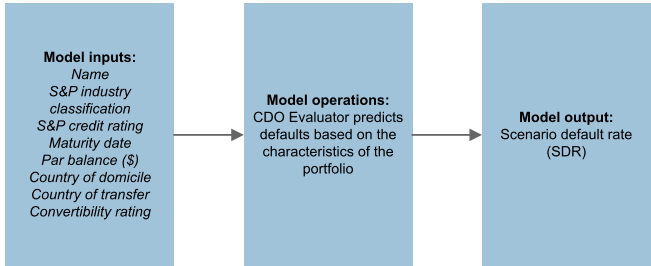 Model inputs:
Name
S&P industry
classification
S&P credit rating
Maturity date
Par balance ($)
Country of domicile
Country of transfer
Convertibility rating
Model operations:
CDO Evaluator predicts
defaults based on the
characteristics of the
portfolio
Model output:
Scenario default rate
(SDR)